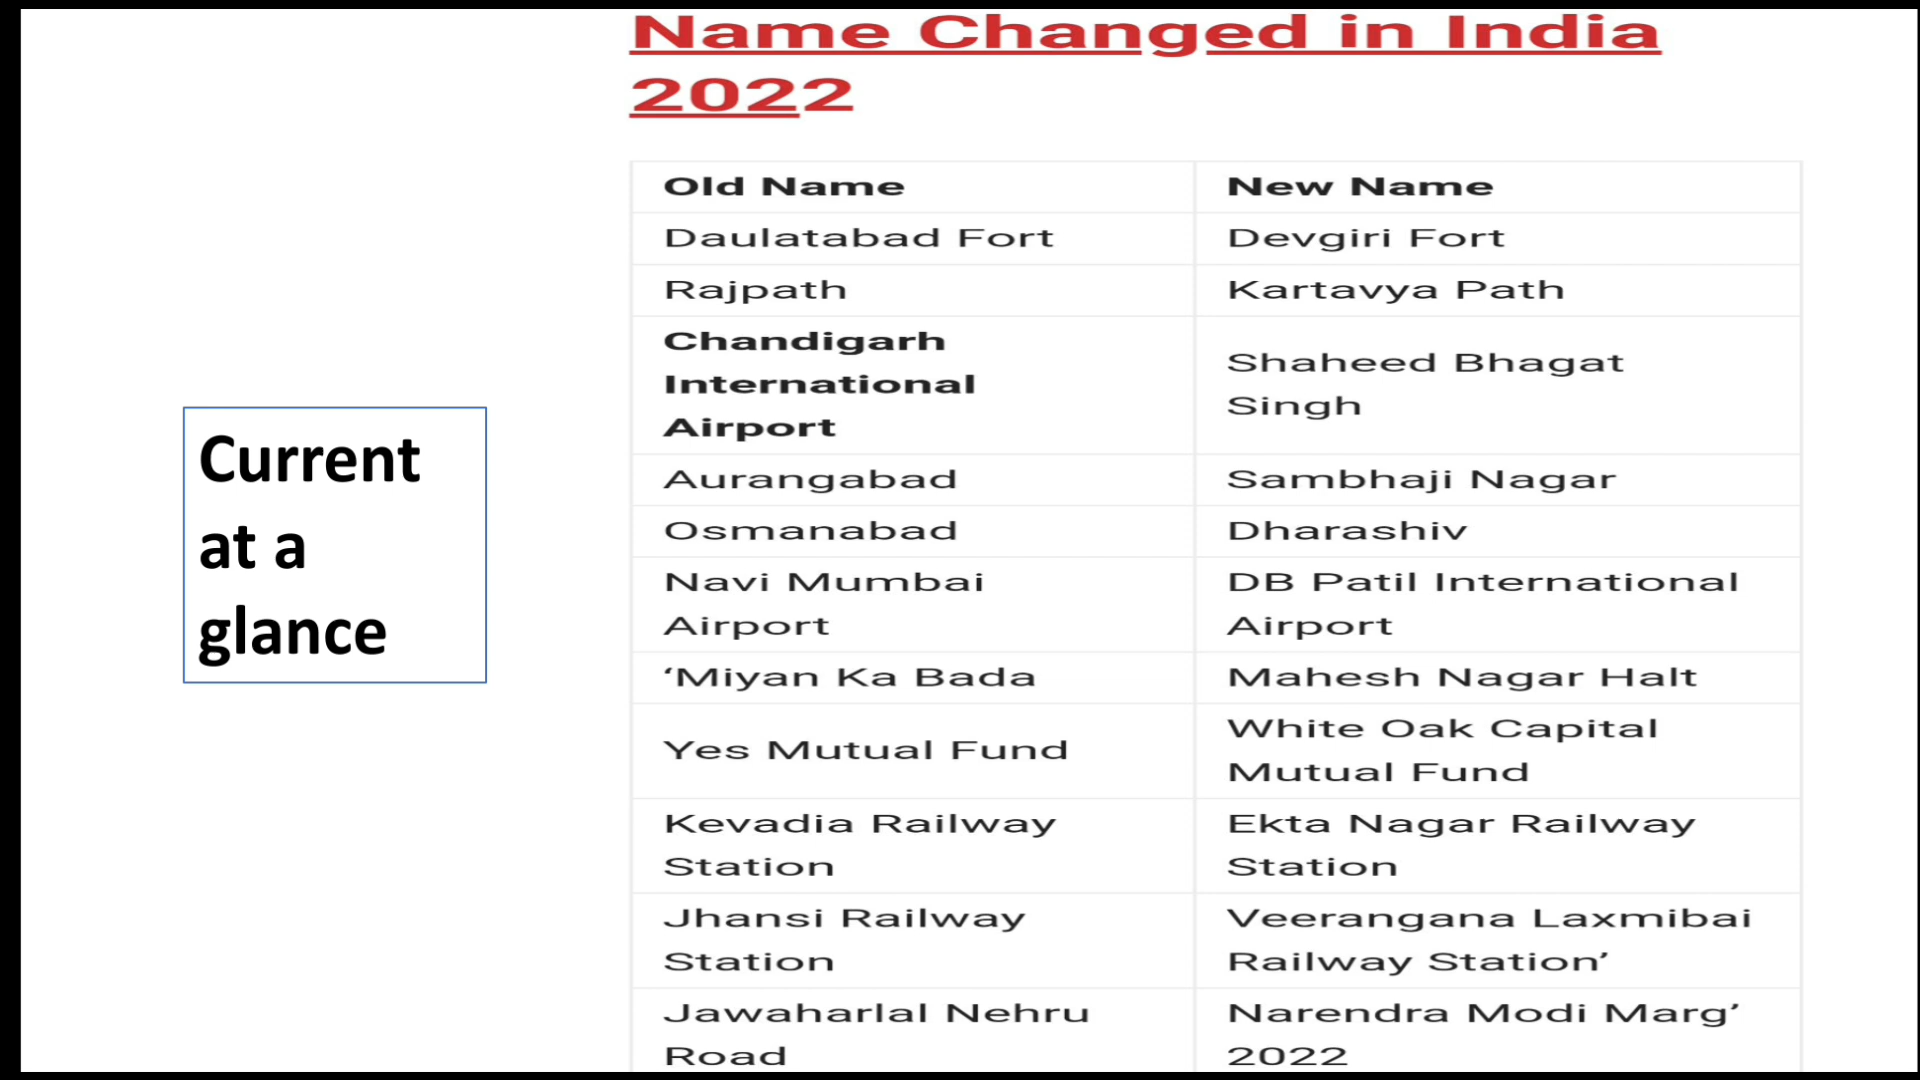 Name Changed in India
2022
Current
at a
glance
Old Name New Name
Daulatabad Fort Devgiri Fort
Rajpath Kartavya Path
Chandigarh
International
Airport
Shaheed Bhagat
Singh
Aurangabad Sambhaji Nagar
Osmanabad Dharashiv
Navi Mumbai
Airport
DB Patil International
Airport
‘Miyan Ka Bada Mahesh Nagar Halt
Yes Mutual Fund
White Oak Capital
Mutual Fund
Kevadia Railway
Station
Ekta Nagar Railway
Station
Jhansi Railway
Station
Veerangana Laxmibai
Railway Station’
Jawaharlal Nehru
Road
Narendra Modi Marg’
2022